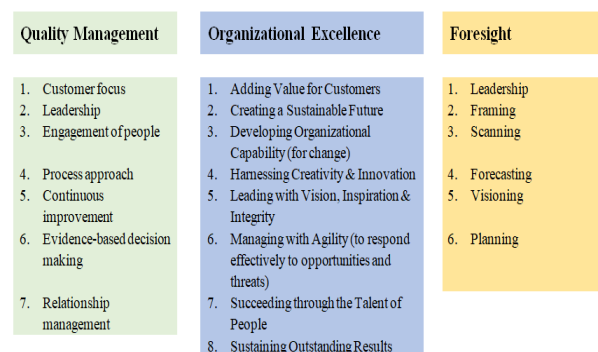 Quality Management
1. Customer focus
2. Leadership
3. Engagement of people
4. Process approach
5. Continuous
improvement
6. Evidence-based decision
making
7. Relationship
management
Organizational Excellence
1. Adding Value for Customers
2. Creating a Sustainable Future
3. Developing Organizational
Capability (for change)
4. Harnessing Creativity & Innovation
5. Leading with Vision, Inspiration &
Integrity
6. Managing with Agility (to respond
effectively to opportunities and
threats)
7. Succeeding through the Talent of
People
8. Sustaining Outstanding Results
Foresight
1. Leadership
2. Framing
3. Scanning
4. Forecasting
5. Visioning
6. Planning